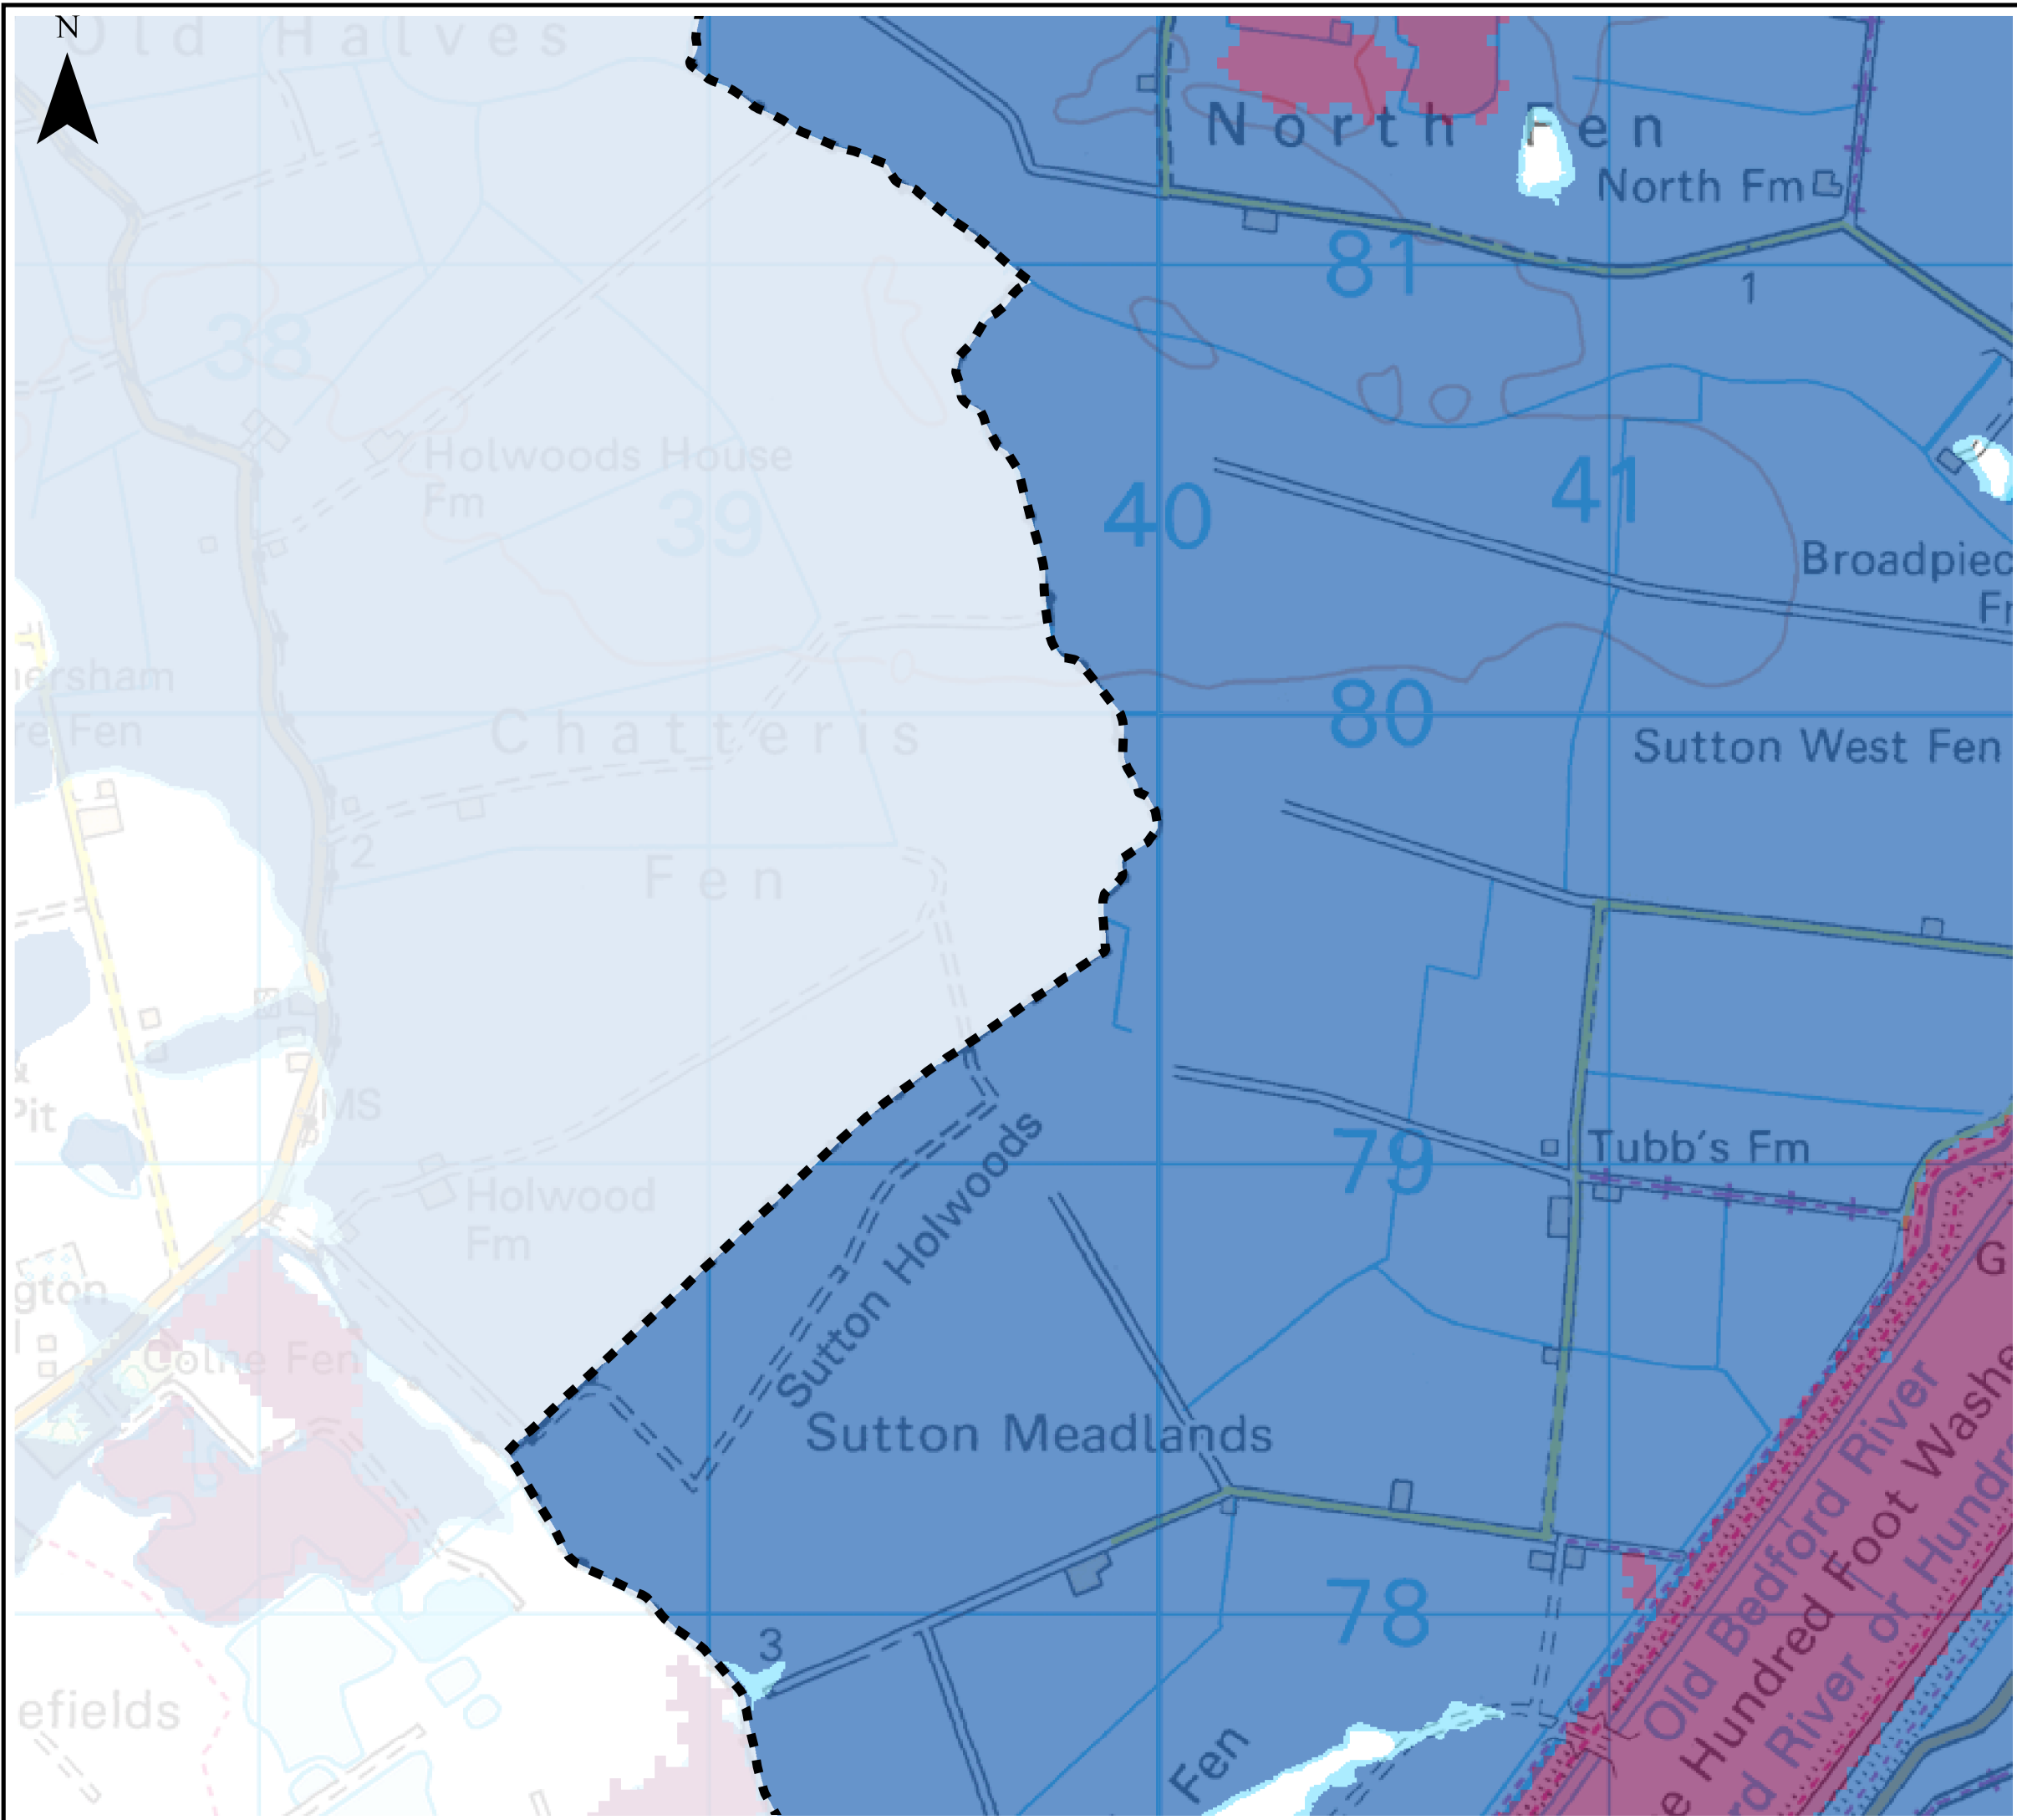 N
Old Halves
North Fen
North Fm
81
1
38
Holwoods House
Fm
39
40
41
Broadpiec
80
Sutton West Fen
ersham
re Fen
Chatteris
2
Fen
MS
Pit
79
Tubb's Fm
Sutton Holwoods
Holwood
Fm
G
gton
Colne Fen
Sutton Meadlands
78
3
efields
Fen
Old Bedford River
e Hundred Foot Washe
rd River or Hundr